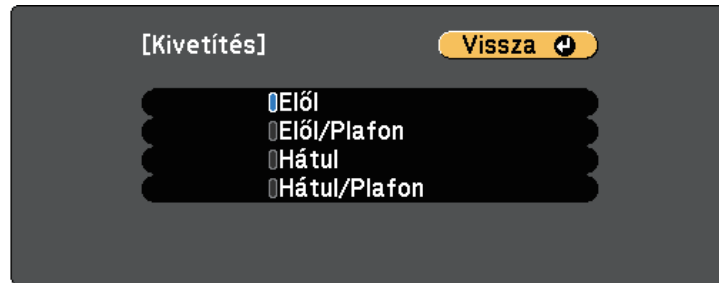 [Kivetítés] Vissza
Elől
Elől/Plafon
Hátul
Hátul/Plafon